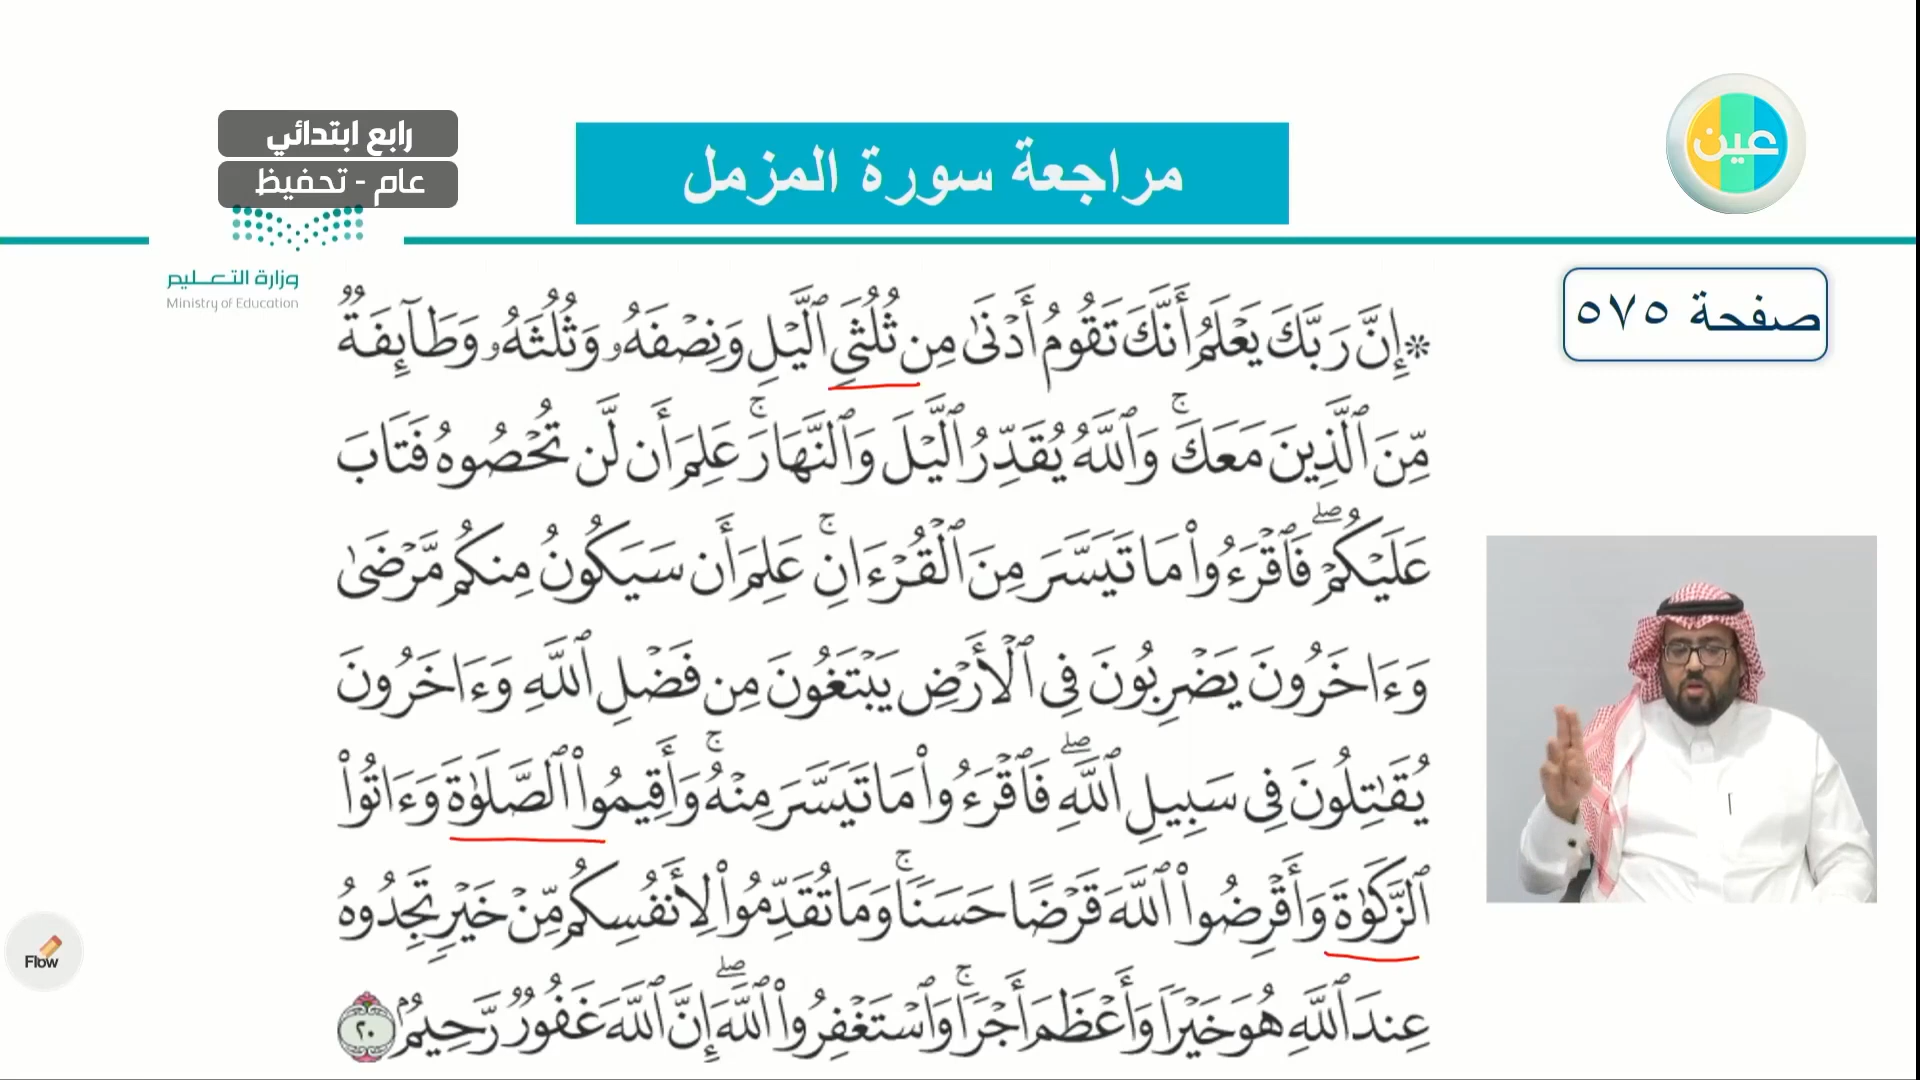 رابع ابتدائي
عام - تحفيظ
مراجعة سورة المزمل
عين
وزارة التعليم
Ministry of Education
صفحة ٥٧٥
۞ إِنَّ رَبَّكَ يَعْلَمُ أَنَّكَ تَقُومُ أَدْنَىٰ مِن ثُلُثَيِ ٱلَّيْلِ وَنِصْفَهُۥ وَثُلُثَهُۥ وَطَآئِفَةٌ
مِّنَ ٱلَّذِينَ مَعَكَۚ وَٱللَّهُ يُقَدِّرُ ٱلَّيْلَ وَٱلنَّهَارَۚ عَلِمَ أَن لَّن تُحْصُوهُ فَتَابَ
عَلَيْكُمْۖ فَٱقْرَءُوا۟ مَا تَيَسَّرَ مِنَ ٱلْقُرْءَانِۚ عَلِمَ أَن سَيَكُونُ مِنكُم مَّرْضَىٰ
وَءَاخَرُونَ يَضْرِبُونَ فِى ٱلْأَرْضِ يَبْتَغُونَ مِن فَضْلِ ٱللَّهِ وَءَاخَرُونَ
يُقَٰتِلُونَ فِى سَبِيلِ ٱللَّهِۖ فَٱقْرَءُوا۟ مَا تَيَسَّرَ مِنْهُۚ وَأَقِيمُوا۟ ٱلصَّلَوٰةَ وَءَاتُوا۟
ٱلزَّكَوٰةَ وَأَقْرِضُوا۟ ٱللَّهَ قَرْضًا حَسَنًاۚ وَمَا تُقَدِّمُوا۟ لِأَنفُسِكُم مِّنْ خَيْرٍ تَجِدُوهُ
عِندَ ٱللَّهِ هُوَ خَيْرًا وَأَعْظَمَ أَجْرًاۚ وَٱسْتَغْفِرُوا۟ ٱللَّهَۖ إِنَّ ٱللَّهَ غَفُورٌ رَّحِيمٌۢ ٢٠
Flow